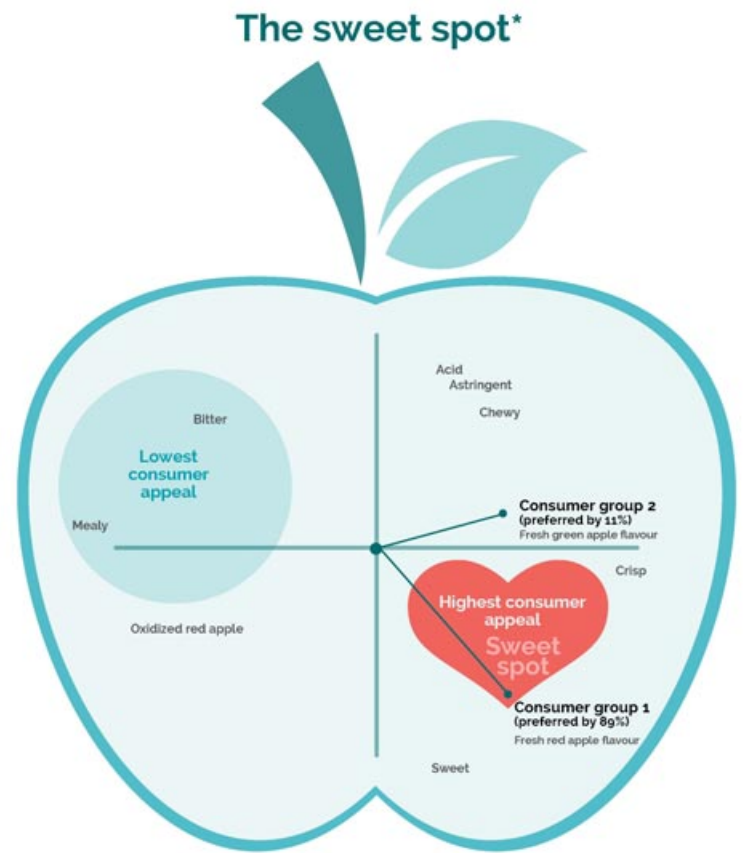 The sweet spot*
Acid
Astringent
Chewy
Bitter
Lowest
consumer
appeal
Mealy
Consumer group 2
(preferred by 11%)
Fresh green apple flavour
Crisp
Highest consumer
appeal
Sweet
spot
Oxidized red apple
Consumer group 1
(preferred by 89%)
Fresh red apple flavour
Sweet